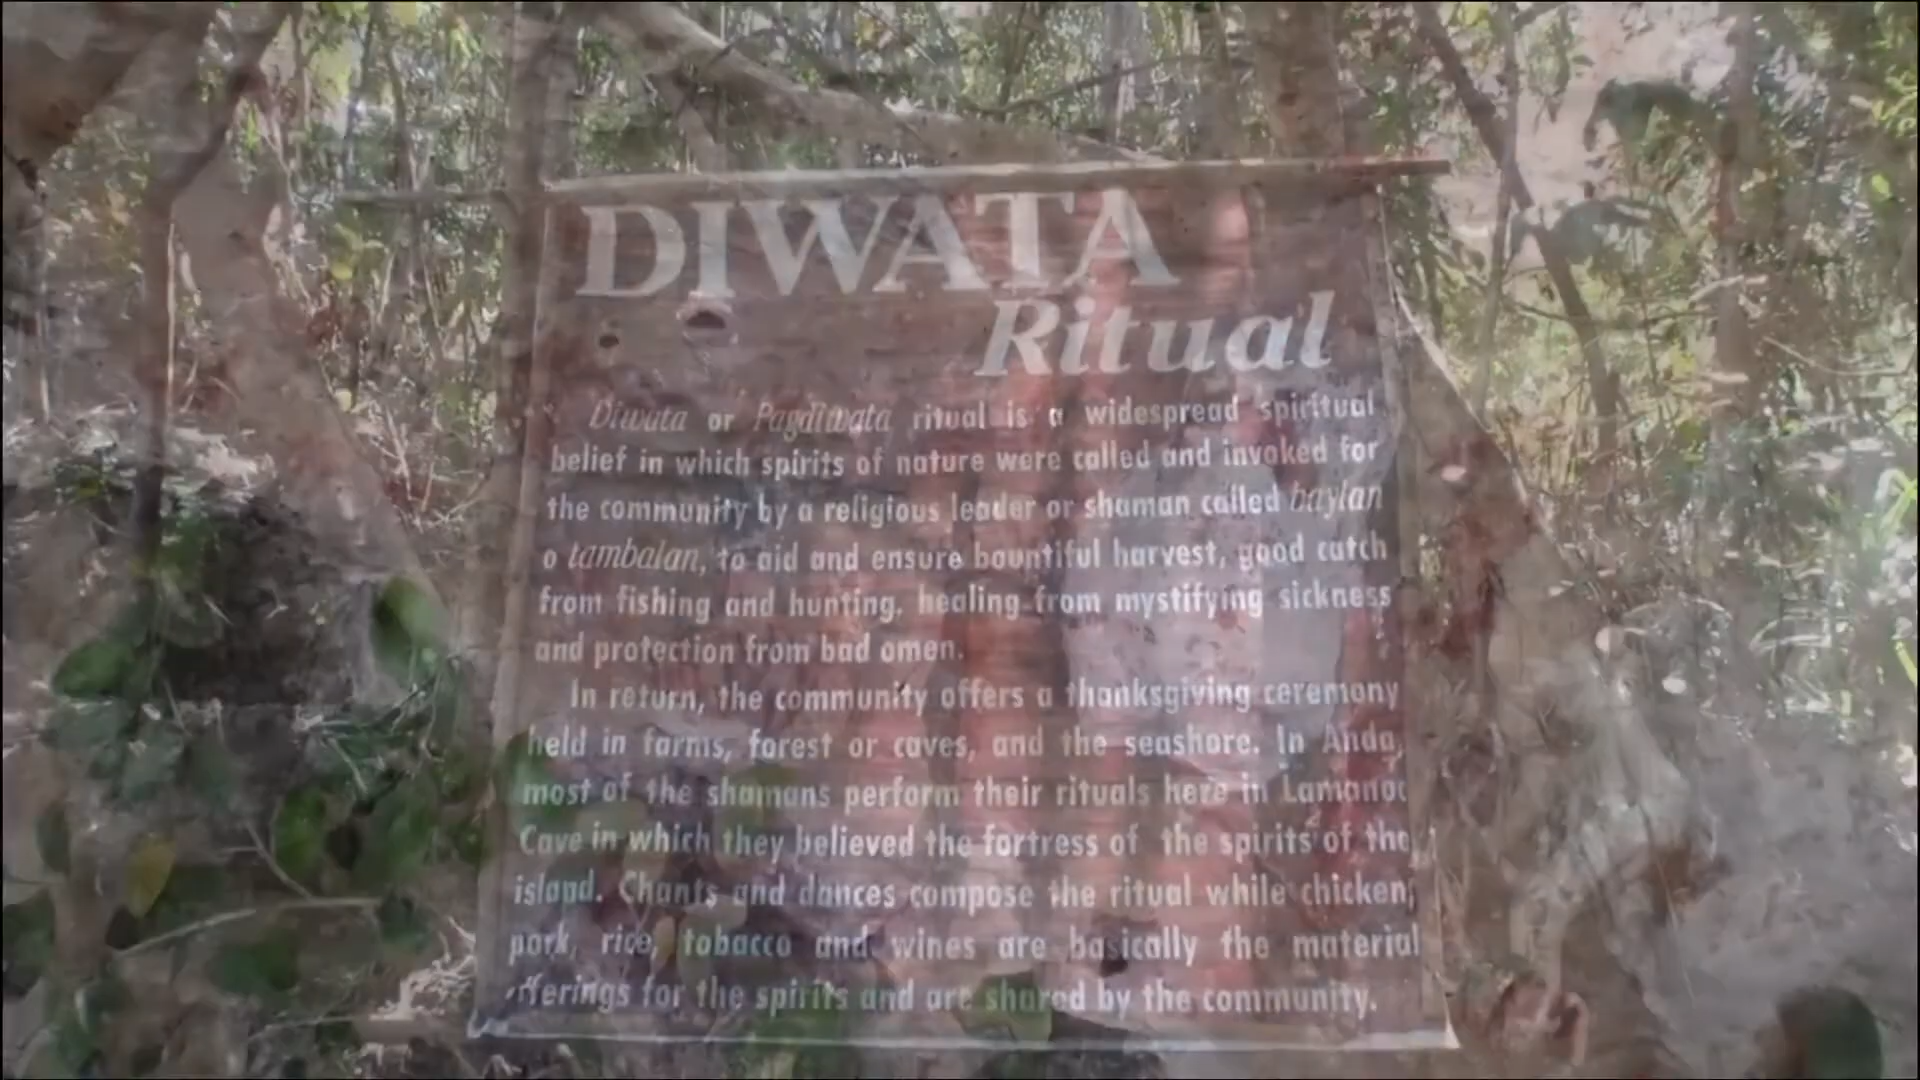 DIWATA
Ritual
Diwata or Pagdiwata ritual is a widespread spiritual
belief in which spirits of nature were called and invoked for
the community by a religious leader or shaman called baylan
o tambalan, to aid and ensure bountiful harvest, good catch
from fishing and hunting, healing from mystifying sickness
and protection from bad omen.
In return, the community offers a thanksgiving ceremony
held in farms, forest or caves, and the seashore. In Anda,
most of the shamans perform their rituals here in Lamanoc
Cave in which they believed the fortress of the spirits of the
island. Chants and dances compose the ritual while chicken,
pork, rice, tobacco and wines are basically the material
offerings for the spirits and are shared by the community.